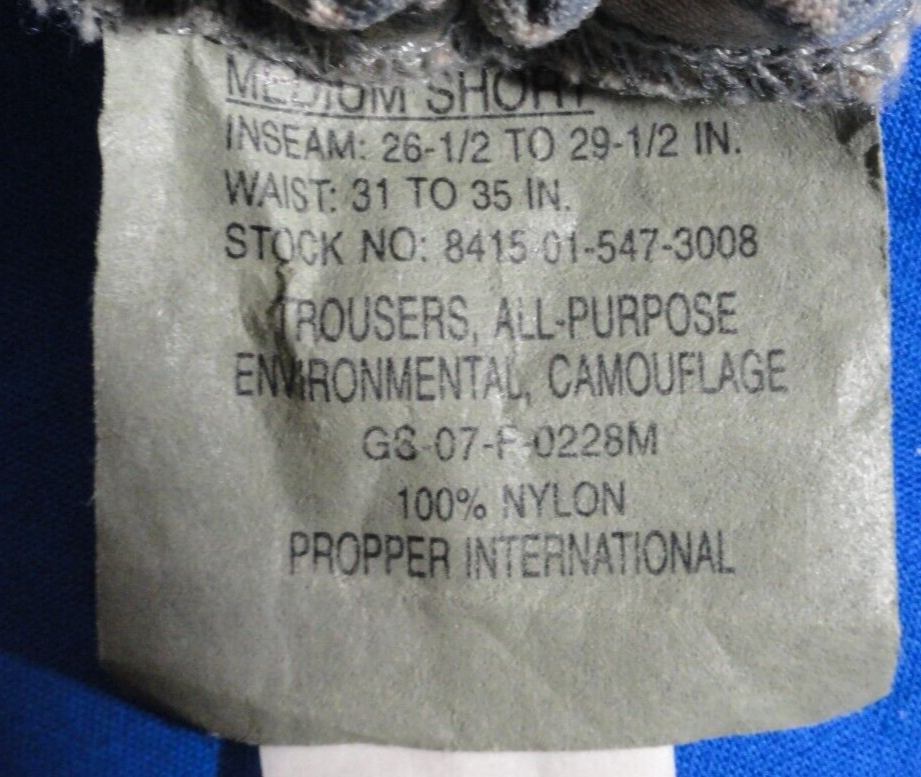 MEDIUM SHORT
INSEAM: 26-1/2 TO 29-1/2 IN.
WAIST: 31 TO 35 IN.
STOCK NO: 8415 01-547-3008
TROUSERS, ALL-PURPOSE
ENVIRONMENTAL, CAMOUFLAGE
GS-07-F-0228M
100% NYLON
PROPPER INTERNATIONAL